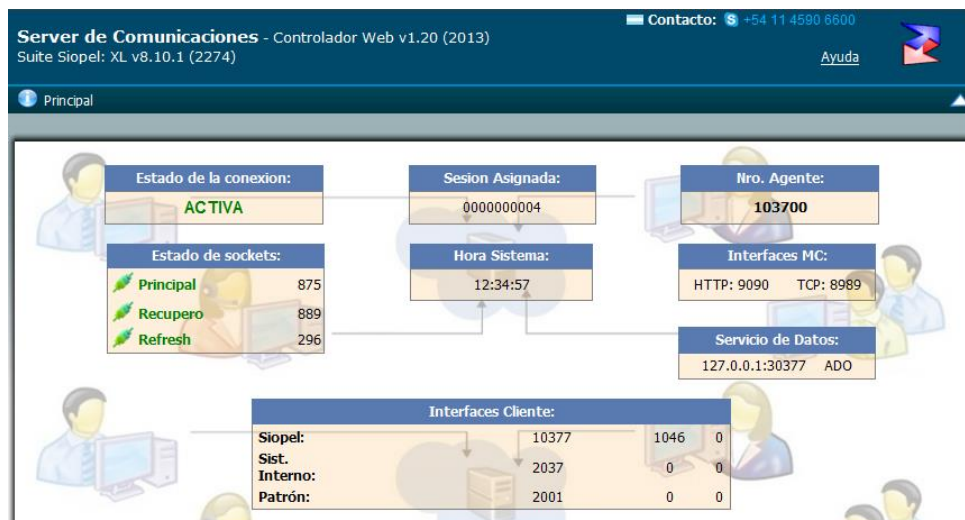 Contacto: +54 11 4590 6600
Server de Comunicaciones - Controlador Web v1.20 (2013)
Suite Siopel: XL v8.10.1 (2274)
Ayuda
Principal
Estado de la conexion:
ACTIVA
Sesion Asignada:
0000000004
Nro. Agente:
103700
Estado de sockets:
Principal 875
Recupero 889
Refresh 296
Hora Sistema:
12:34:57
Interfaces MC:
HTTP: 9090 TCP: 8989
Servicio de Datos:
127.0.0.1:30377 ADO
Interfaces Cliente:
Siopel: 10377 1046 0
Sist.
Interno: 2037 0 0
Patrón: 2001 0 0